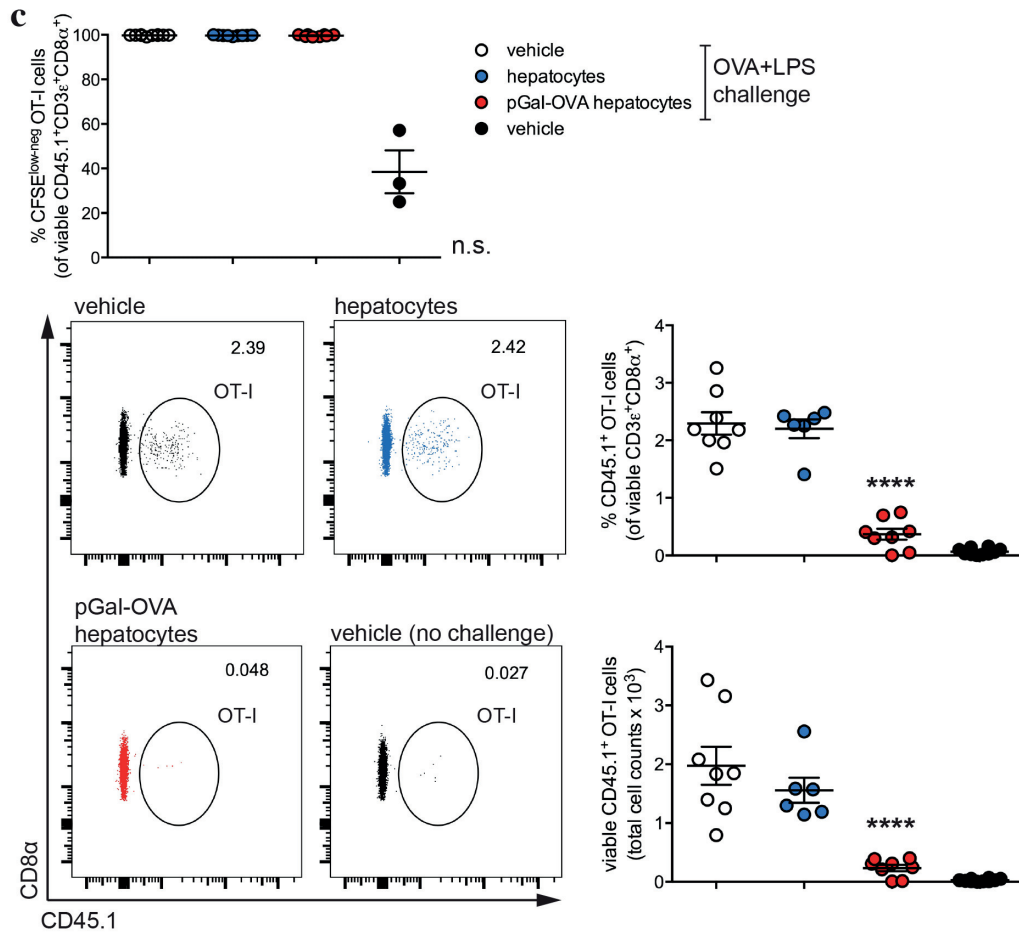 c
% CFSE^low-neg OT-I cells
(of viable CD45.1⁺CD3ε⁺CD8α⁺)
100
80
60
40
20
0
n.s.
vehicle
hepatocytes
pGal-OVA hepatocytes
vehicle
OVA+LPS
challenge
vehicle
2.39
OT-I
hepatocytes
2.42
OT-I
% CD45.1⁺ OT-I cells
(of viable CD3ε⁺CD8α⁺)
4
3
2
1
0
****
pGal-OVA
hepatocytes
0.048
OT-I
vehicle (no challenge)
0.027
OT-I
viable CD45.1⁺ OT-I cells
(total cell counts x 10³)
4
3
2
1
0
****
CD8α
CD45.1